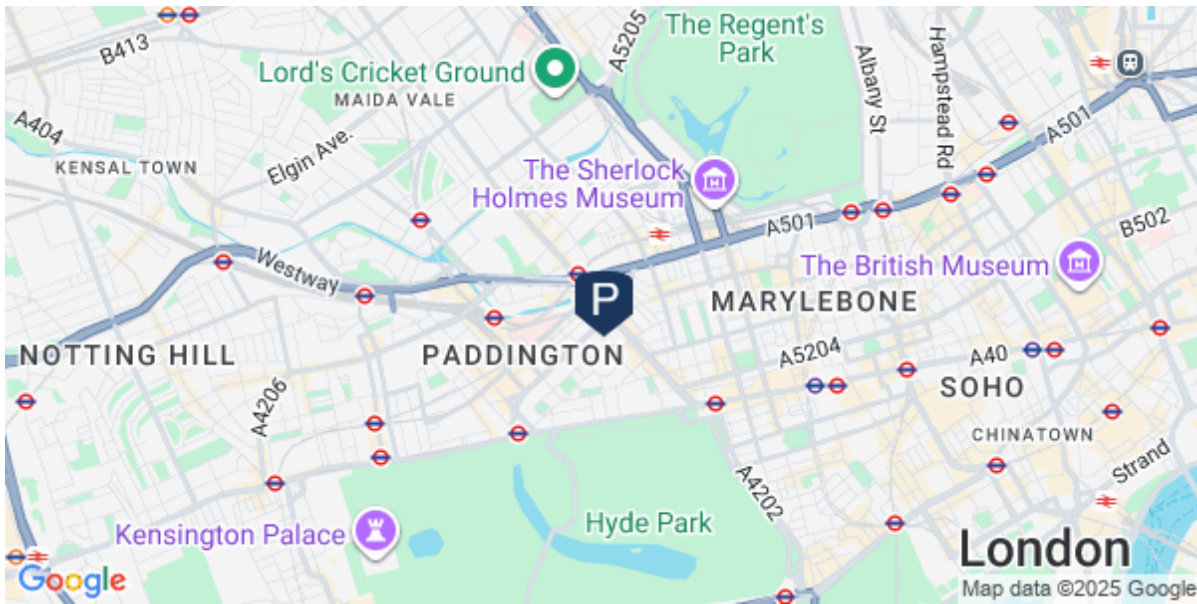 The Regent's
Park
B413
A5205
Lord's Cricket Ground
MAIDA VALE
Albany St
Hampstead Rd
A404
A501
KENSAL TOWN
Elgin Ave.
The Sherlock
Holmes Museum
A501
B502
Westway
The British Museum
P
MARYLEBONE
NOTTING HILL
PADDINGTON
A5204
A40
SOHO
A4206
CHINATOWN
Strand
A4202
Kensington Palace
Hyde Park
London
Google
Map data ©2025 Google